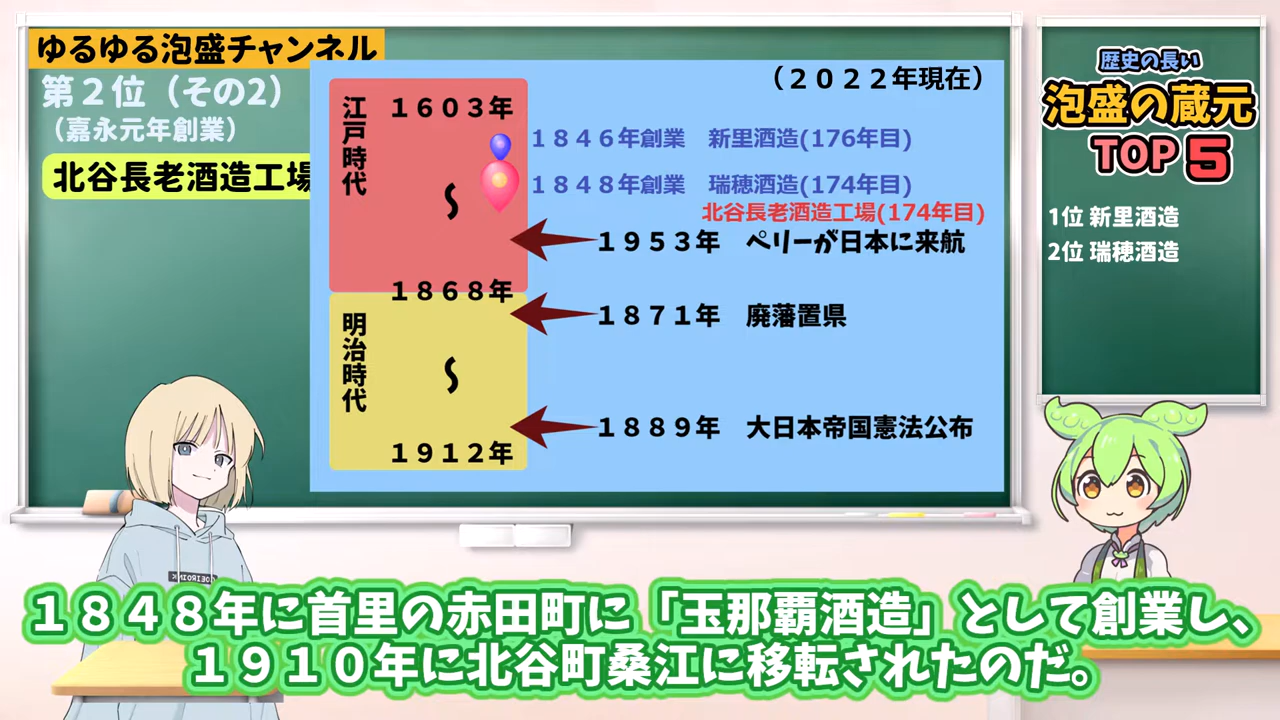 ゆるゆる泡盛チャンネル
第２位（その2）
（嘉永元年創業）
北谷長老酒造工場
（２０２２年現在）
江戸時代
１６０３年
〜
１８６８年
１８４６年創業　新里酒造(176年目)
１８４８年創業　瑞穂酒造(174年目)
北谷長老酒造工場(174年目)
１９５３年　ペリーが日本に来航
明治時代
〜
１９１２年
１８７１年　廃藩置県
１８８９年　大日本帝国憲法公布
歴史の長い
泡盛の蔵元
TOP５
1位 新里酒造
2位 瑞穂酒造
１８４８年に首里の赤田町に「玉那覇酒造」として創業し、
１９１０年に北谷町桑江に移転されたのだ。